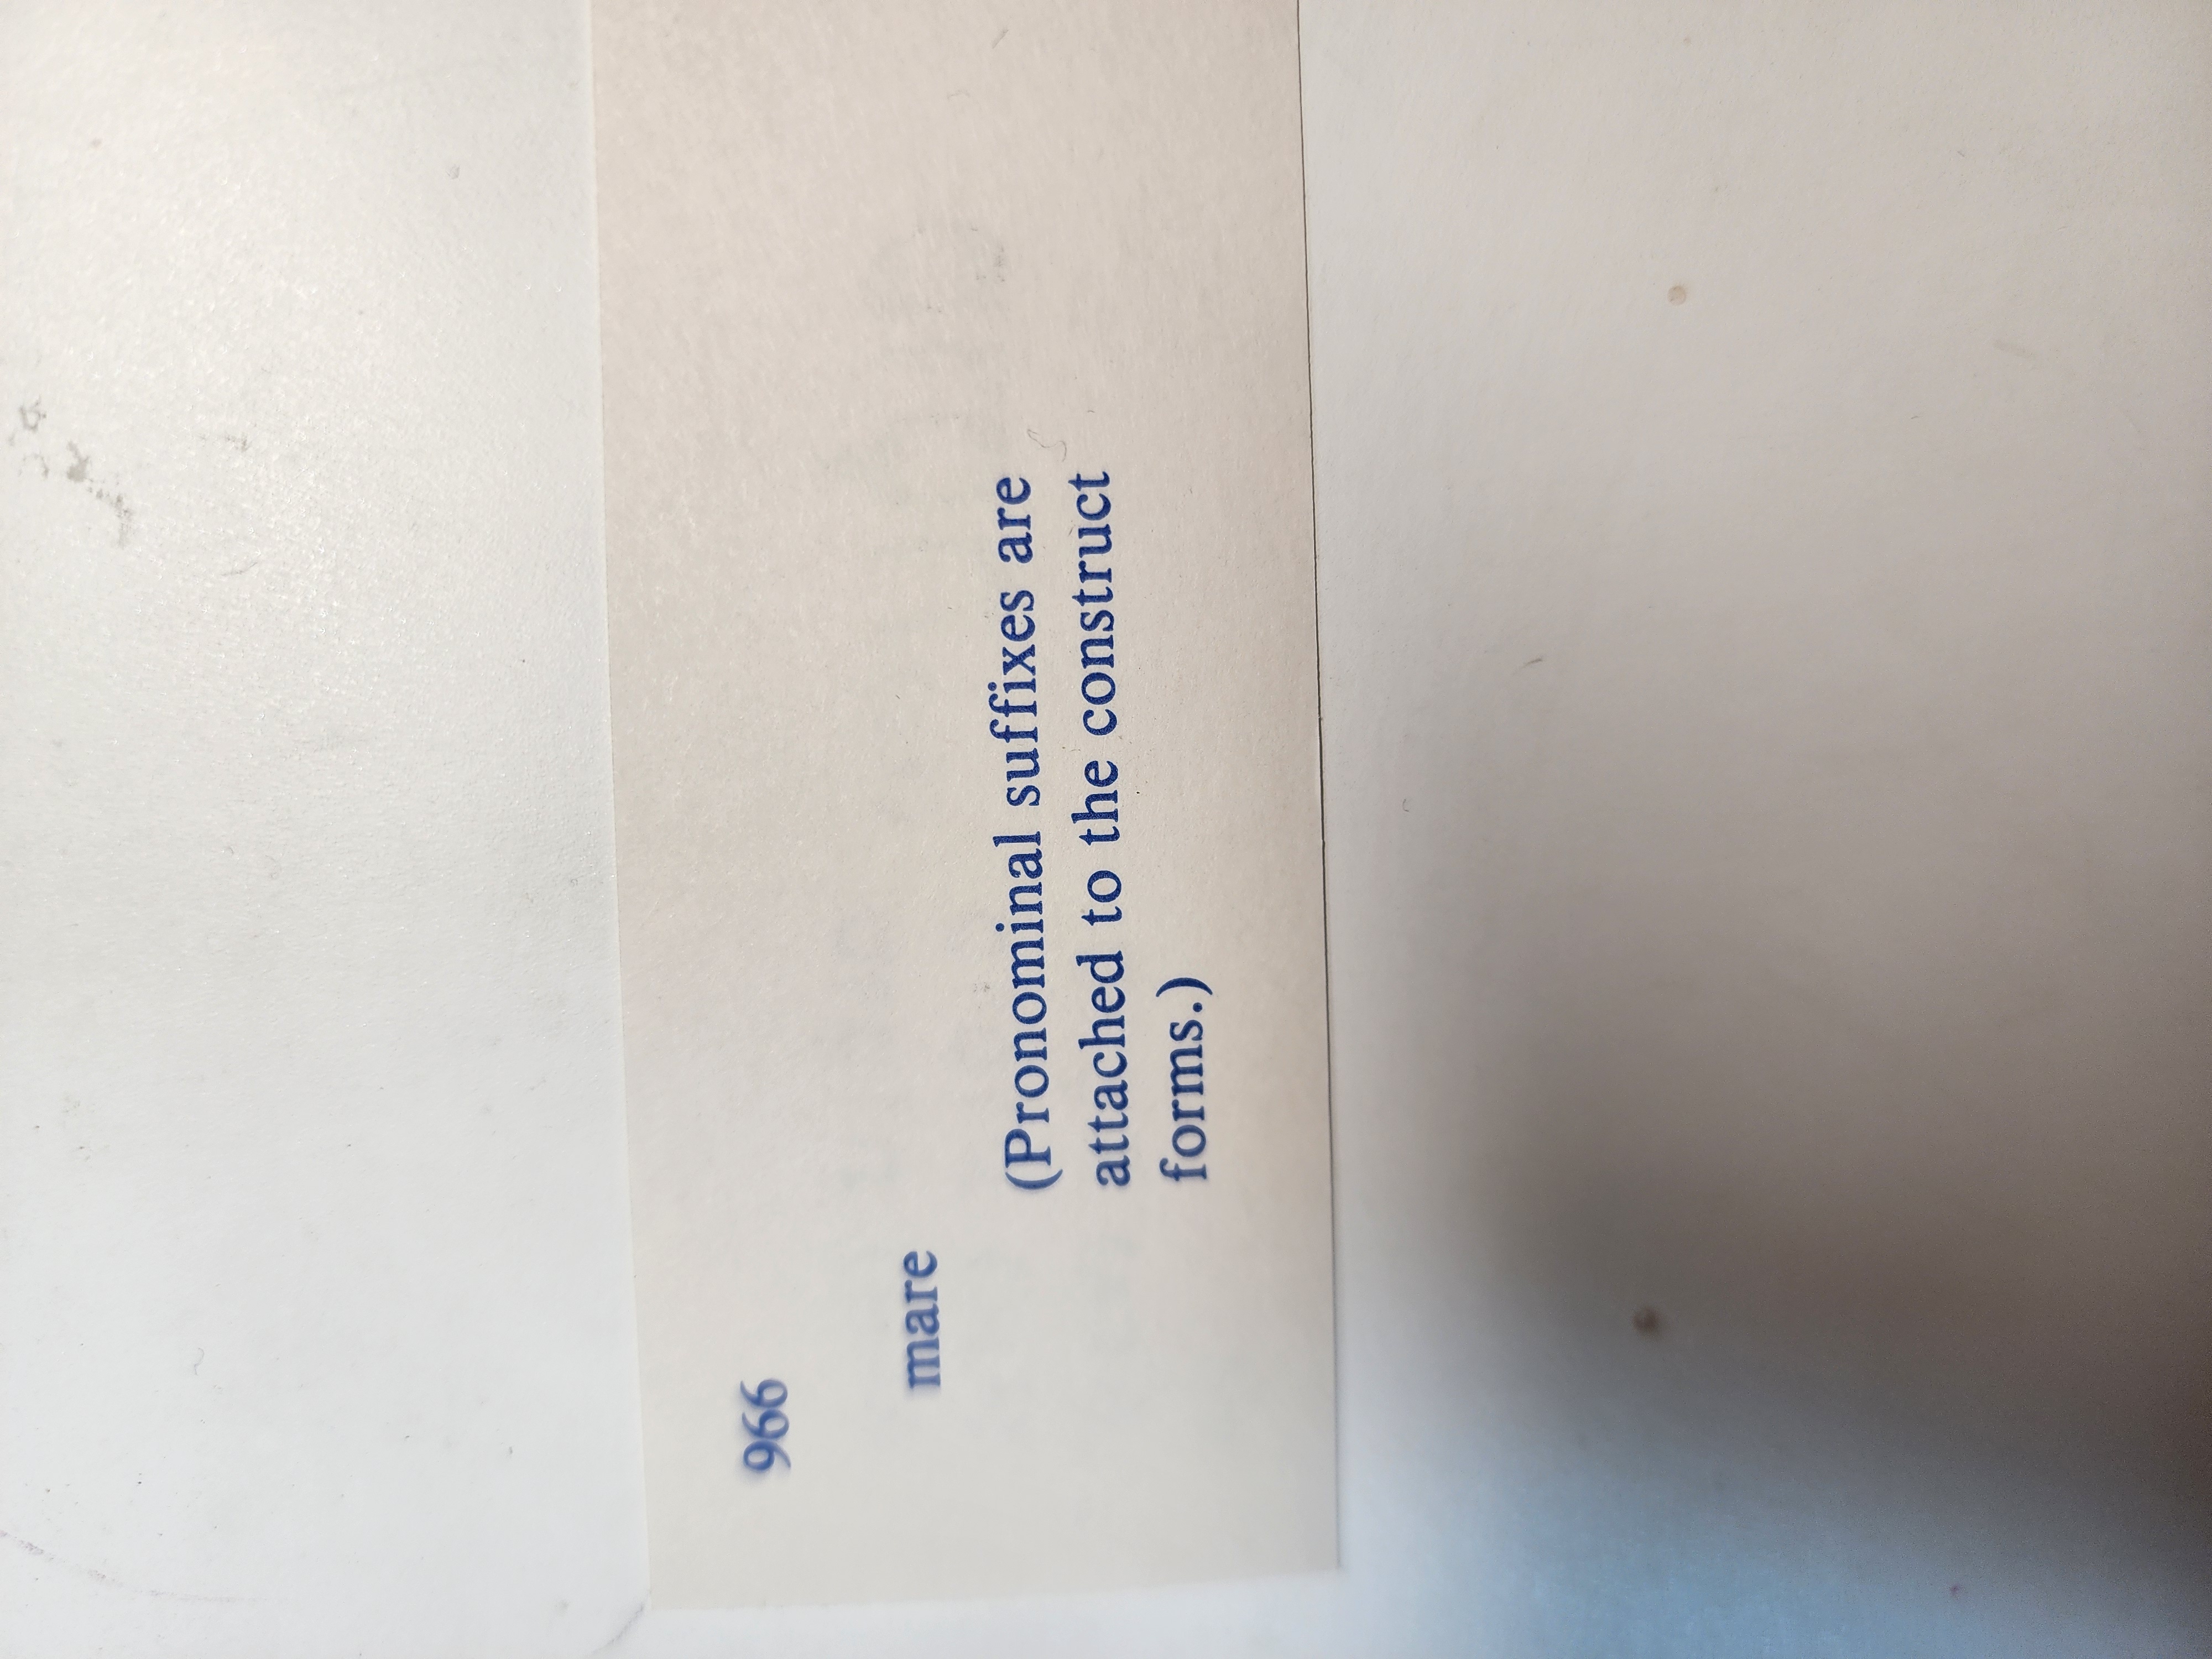 966
mare
(Pronominal suffixes are
attached to the construct
forms.)